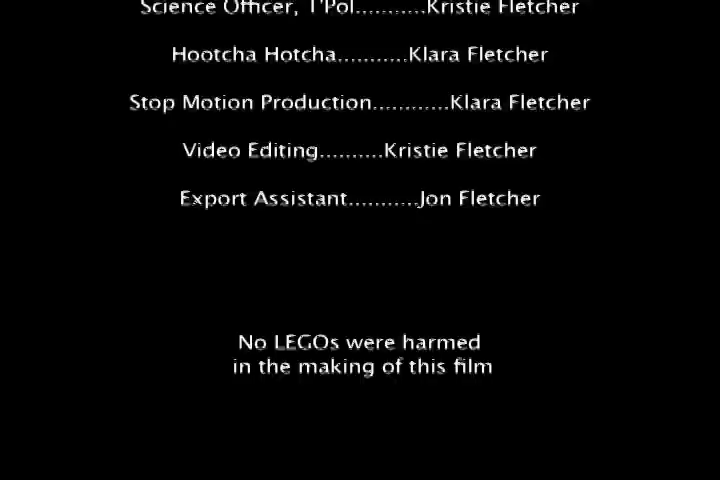 Science Officer, T'Pol...........Kristie Fletcher
Hootcha Hotcha...........Klara Fletcher
Stop Motion Production............Klara Fletcher
Video Editing..........Kristie Fletcher
Export Assistant...........Jon Fletcher
No LEGOs were harmed
in the making of this film